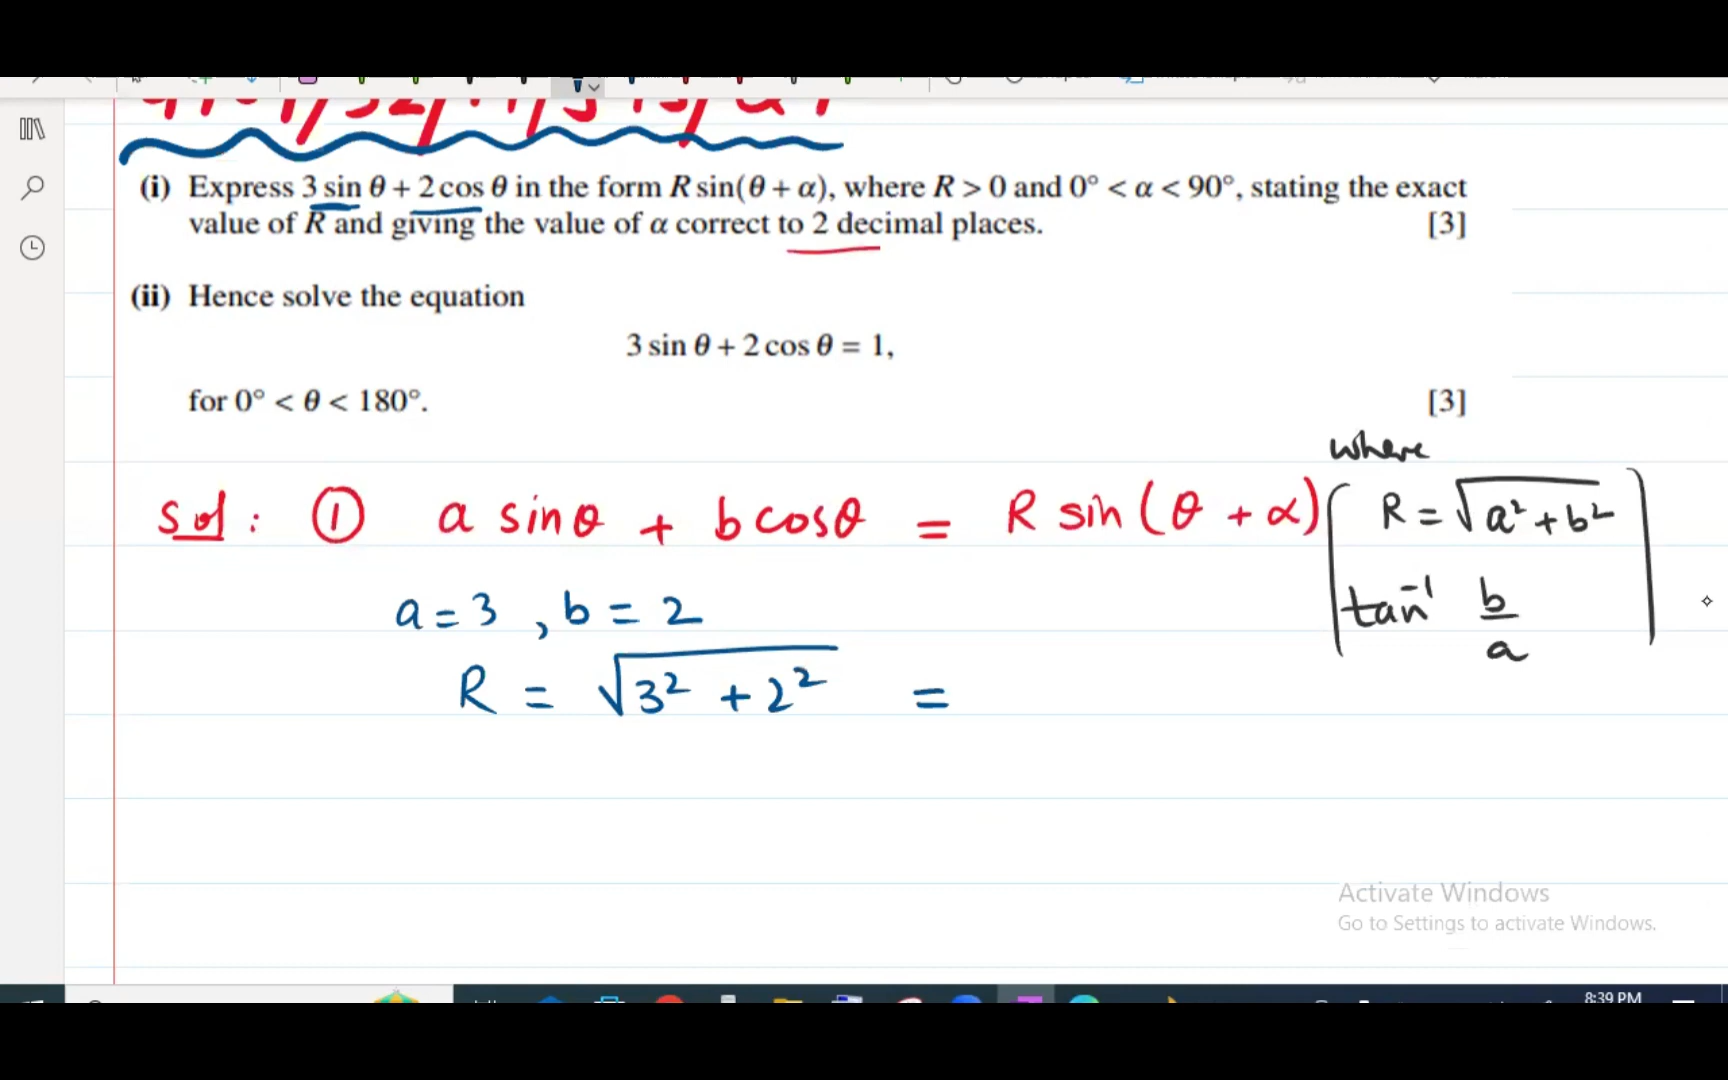 (i) Express 3 sin θ + 2 cos θ in the form R sin(θ + α), where R > 0 and 0° < α < 90°, stating the exact
value of R and giving the value of α correct to 2 decimal places. [3]
(ii) Hence solve the equation
3 sin θ + 2 cos θ = 1,
for 0° < θ < 180°. [3]
where
Sol : ① a sinθ + b cosθ = R sin(θ + α) R = √(a² + b²)
tan⁻¹ b/a
a = 3 , b = 2
R = √(3² + 2²) =
Activate Windows
Go to Settings to activate Windows.
8:39 PM